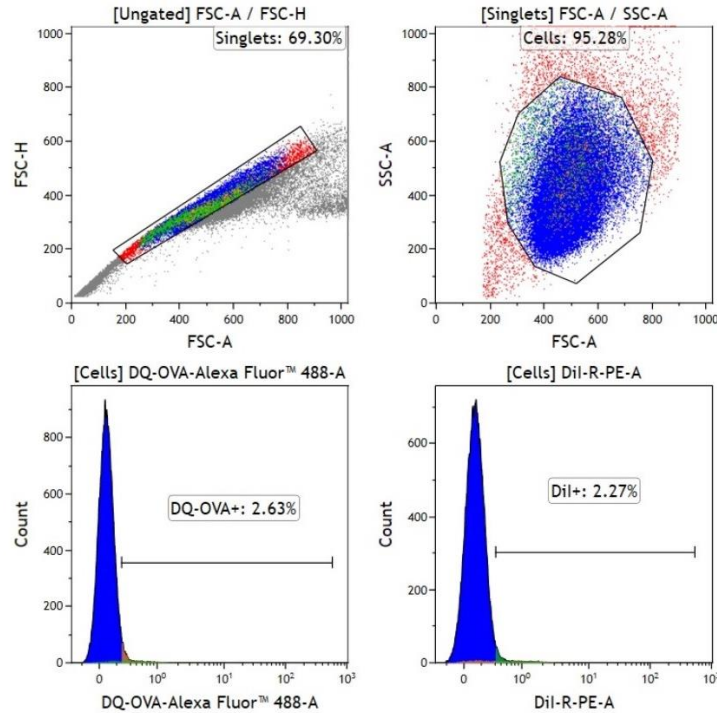 [Ungated] FSC-A / FSC-H
Singlets: 69.30%
1000
800
600
400
200
0
FSC-H
0 200 400 600 800 1000
FSC-A
[Singlets] FSC-A / SSC-A
Cells: 95.28%
1000
800
600
400
200
0
SSC-A
0 200 400 600 800 1000
FSC-A
[Cells] DQ-OVA-Alexa Fluor™ 488-A
DQ-OVA+: 2.63%
800
600
400
200
0
Count
0 10⁰ 10¹ 10² 10³
DQ-OVA-Alexa Fluor™ 488-A
[Cells] DiI-R-PE-A
DiI+: 2.27%
600
400
200
0
Count
0 10⁰ 10¹ 10² 10³
DiI-R-PE-A